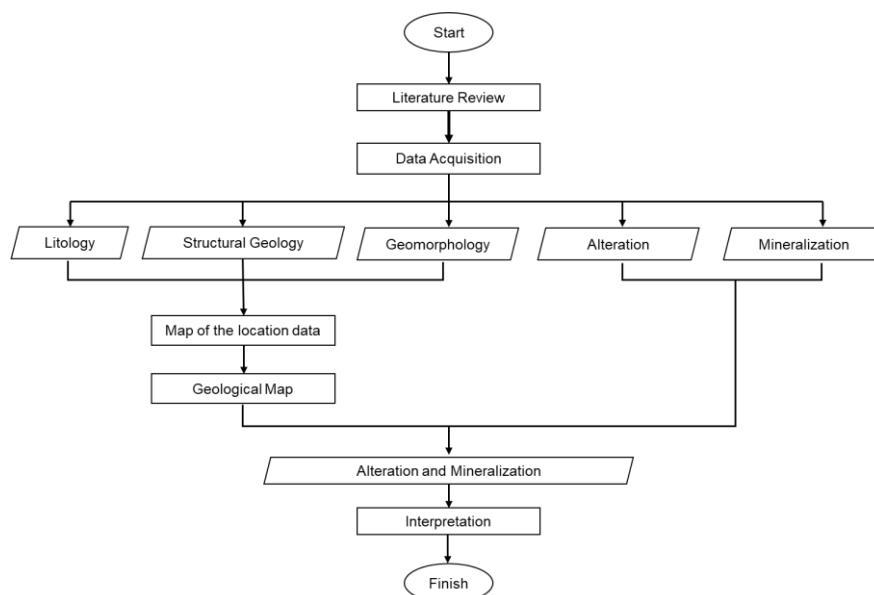 Start
Literature Review
Data Acquisition
Litology
Structural Geology
Geomorphology
Alteration
Mineralization
Map of the location data
Geological Map
Alteration and Mineralization
Interpretation
Finish